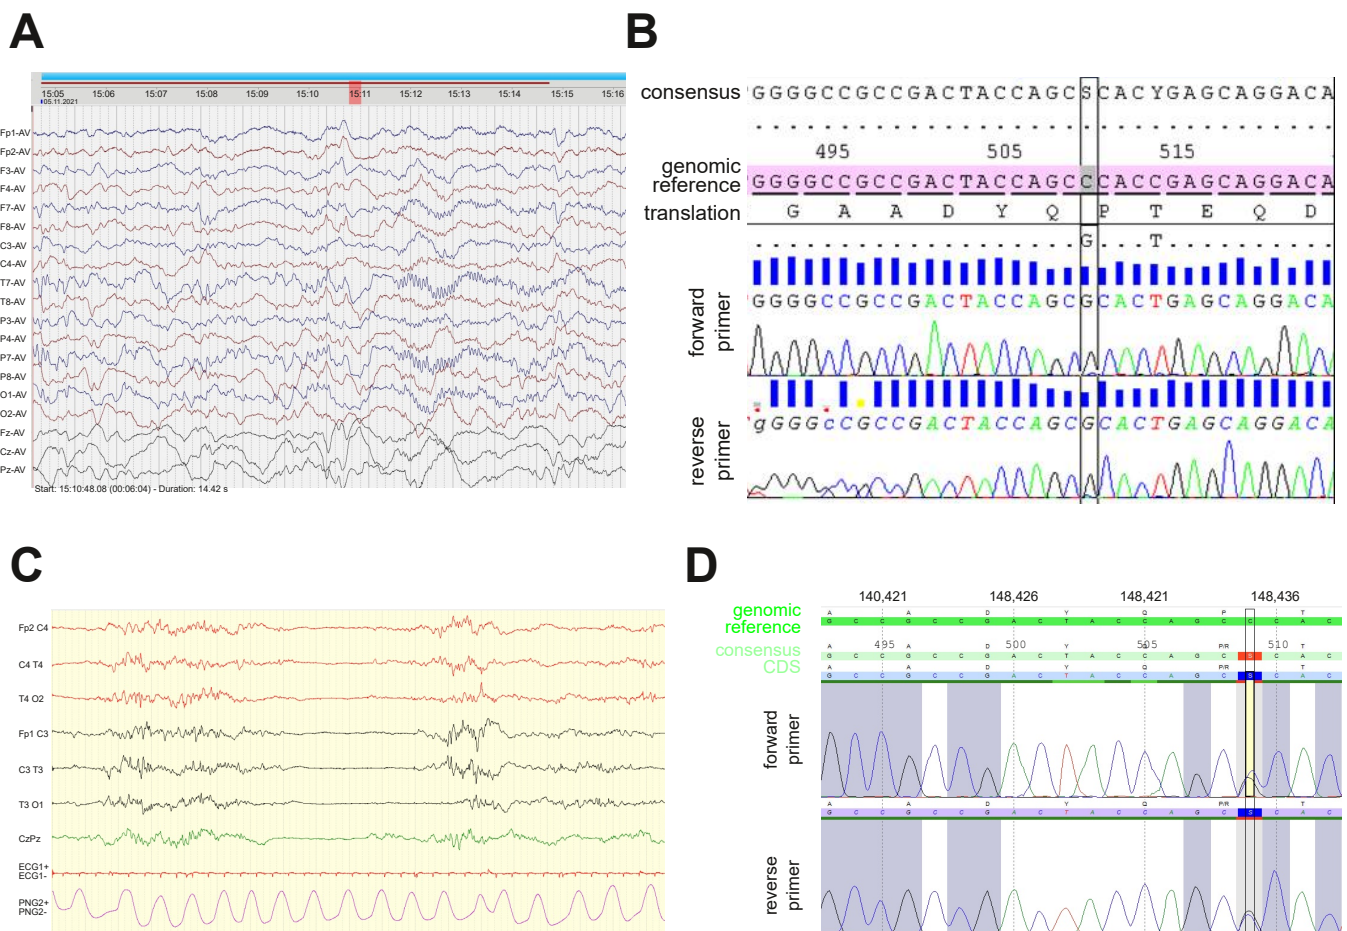 A
15:05 15:06 15:07 15:08 15:09 15:10 15:11 15:12 15:13 15:14 15:15 15:16
05.11.2021
Fp1-AV
Fp2-AV
F3-AV
F4-AV
F7-AV
F8-AV
C3-AV
C4-AV
T7-AV
T8-AV
P3-AV
P4-AV
P7-AV
P8-AV
O1-AV
O2-AV
Fz-AV
Cz-AV
Pz-AV
Start: 15:10:48.08 (00:06:04) - Duration: 14.42 s
B
consensus GGGGCCGCCGACTACCAGCSCACYGAGCAGGACA
495 505 515
genomic
reference GGGGCCGCCGACTACCAGCCCACCGAGCAGGACA
translation G A A D Y Q P T E Q D
G T
forward
primer
GGGGCCGCCGACTACCAGCGCACTGAGCAGGACA
reverse
primer
gGGGcCGCCGACTACCAGCGCACTGAGCAGGACA
C
Fp2 C4
C4 T4
T4 O2
Fp1 C3
C3 T3
T3 O1
CzPz
ECG1+
ECG1-
PNG2+
PNG2-
D
140,421 148,426 148,421 148,436
genomic
reference
A A D Y Q P T
G C C G C C G A C T A C C A G C C C A C
495 500 505 510
consensus
A A D Y Q P/R T
G C C G C C G A C T A C C A G C S C A C
CDS
A A D Y Q P/R T
G C C G C C G A C T A C C A G C S C A C
forward
primer
A A D Y Q P/R T
G C C G C C G A C T A C C A G C S C A C
reverse
primer